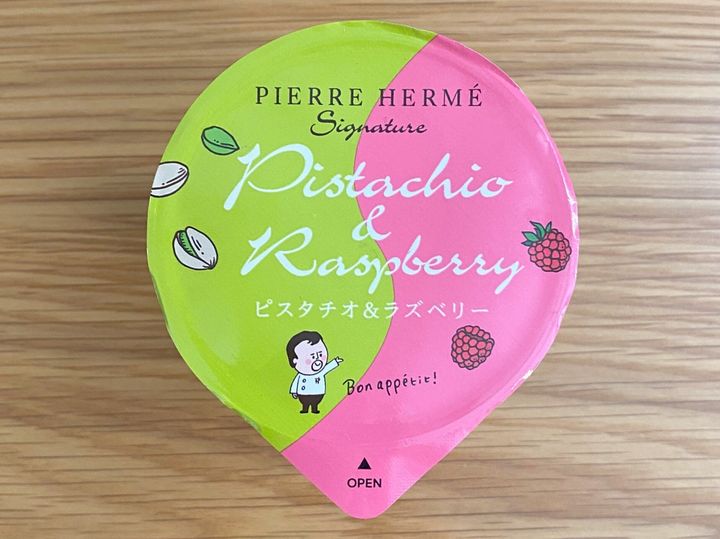 PIERRE HERMÉ
Signature
Pistachio
&
Raspberry
ピスタチオ&ラズベリー
Bon appétit!
▲
OPEN